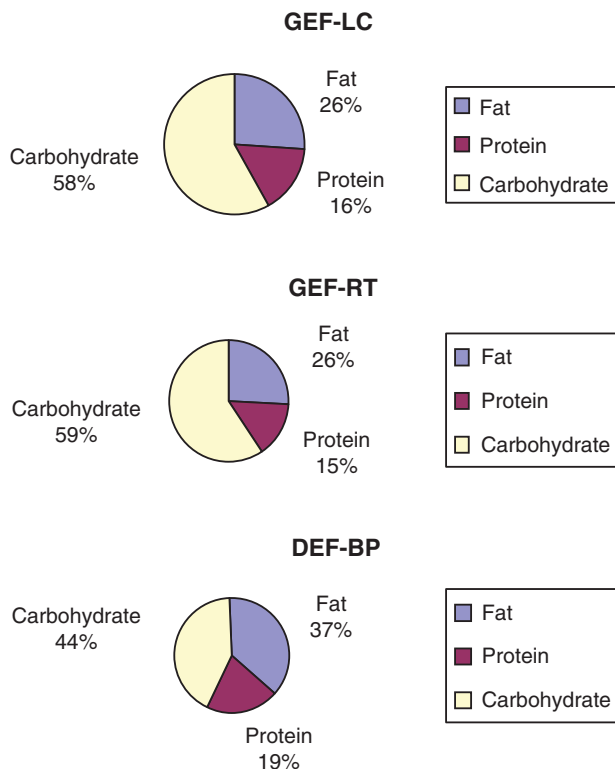 GEF-LC
Fat
26%
Carbohydrate
58%
Protein
16%
Fat
Protein
Carbohydrate
GEF-RT
Fat
26%
Carbohydrate
59%
Protein
15%
Fat
Protein
Carbohydrate
DEF-BP
Carbohydrate
44%
Fat
37%
Protein
19%
Fat
Protein
Carbohydrate